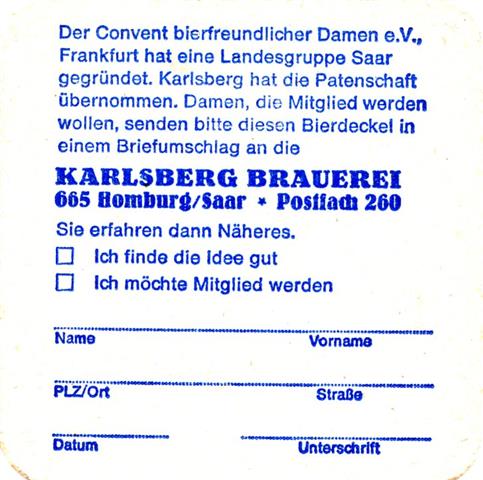 Der Convent bierfreundlicher Damen e.V.,
Frankfurt hat eine Landesgruppe Saar
gegründet. Karlsberg hat die Patenschaft
übernommen. Damen, die Mitglied werden
wollen, senden bitte diesen Bierdeckel in
einem Briefumschlag an die
KARLSBERG BRAUEREI
665 Homburg/Saar * Postfach 260
Sie erfahren dann Näheres.
☐ Ich finde die Idee gut
☐ Ich möchte Mitglied werden
Name Vorname
PLZ/Ort Straße
Datum Unterschrift